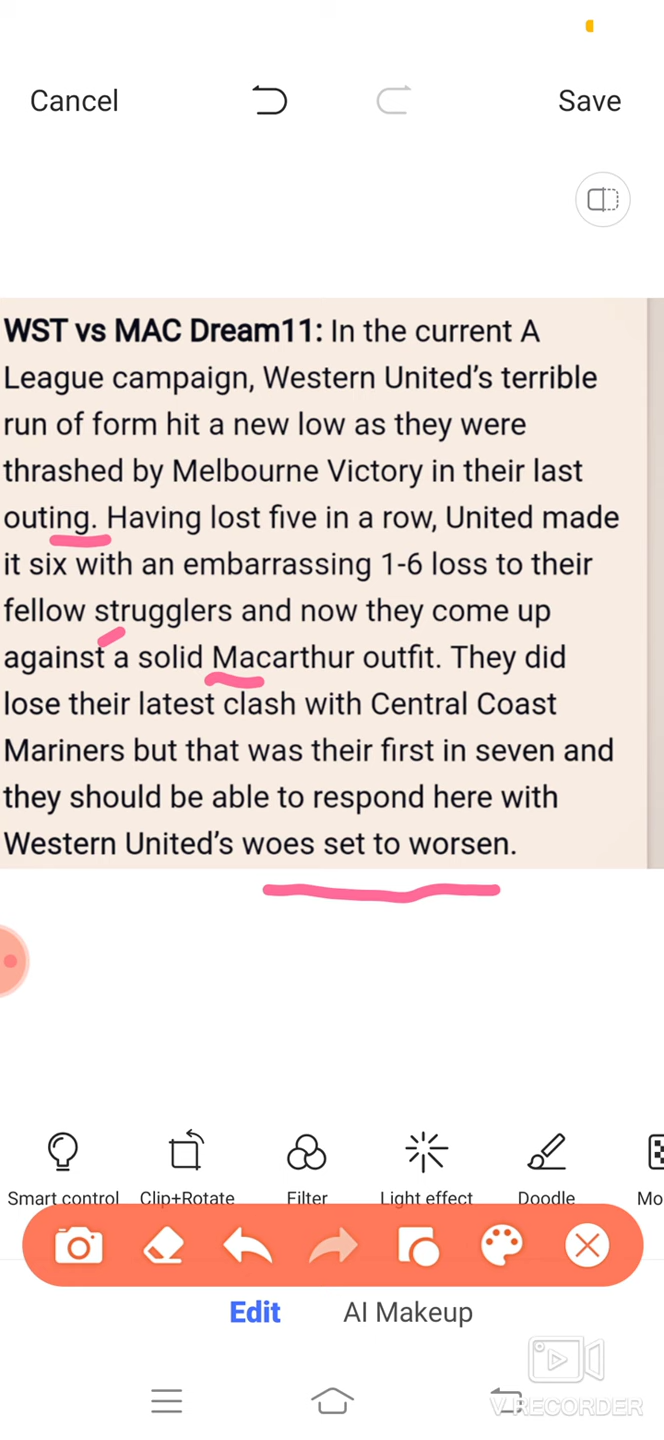 Cancel
Save
WST vs MAC Dream11: In the current A
League campaign, Western United's terrible
run of form hit a new low as they were
thrashed by Melbourne Victory in their last
outing. Having lost five in a row, United made
it six with an embarrassing 1-6 loss to their
fellow strugglers and now they come up
against a solid Macarthur outfit. They did
lose their latest clash with Central Coast
Mariners but that was their first in seven and
they should be able to respond here with
Western United's woes set to worsen.
Smart control Clip+Rotate Filter Light effect Doodle Mo
Edit AI Makeup
V RECORDER